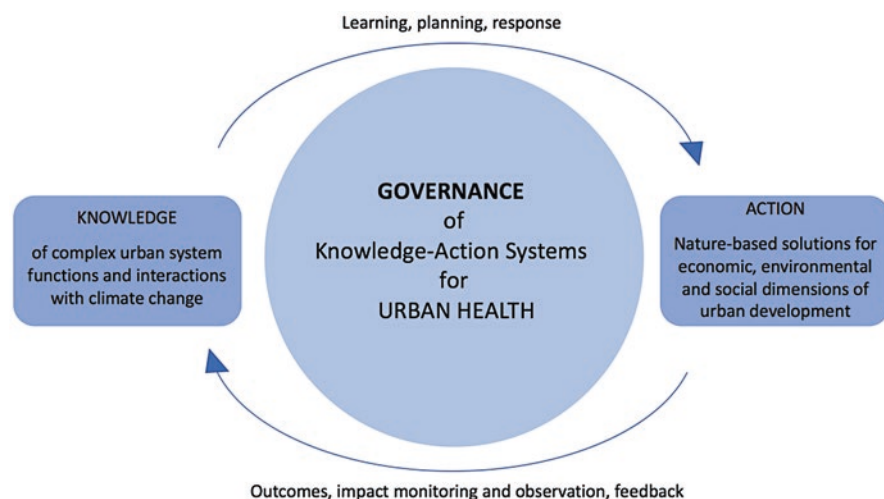 Learning, planning, response
GOVERNANCE
of
Knowledge-Action Systems
for
URBAN HEALTH
KNOWLEDGE
of complex urban system
functions and interactions
with climate change
ACTION
Nature-based solutions for
economic, environmental
and social dimensions of
urban development
Outcomes, impact monitoring and observation, feedback